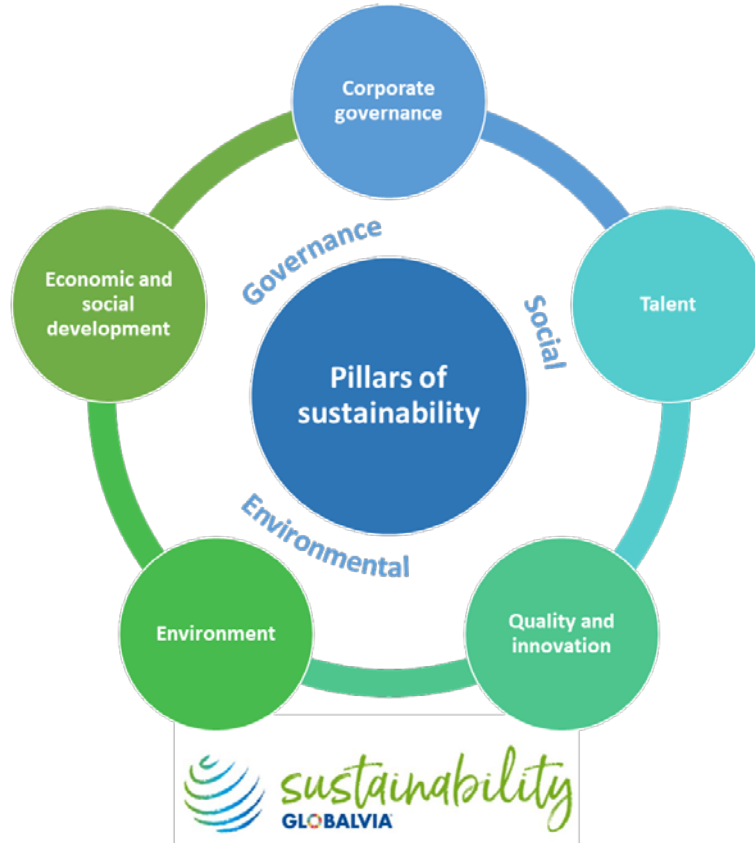 Corporate
governance
Governance
Economic and
social
development
Social
Talent
Pillars of
sustainability
Environmental
Environment
Quality and
innovation
sustainability
GLOBALVIA